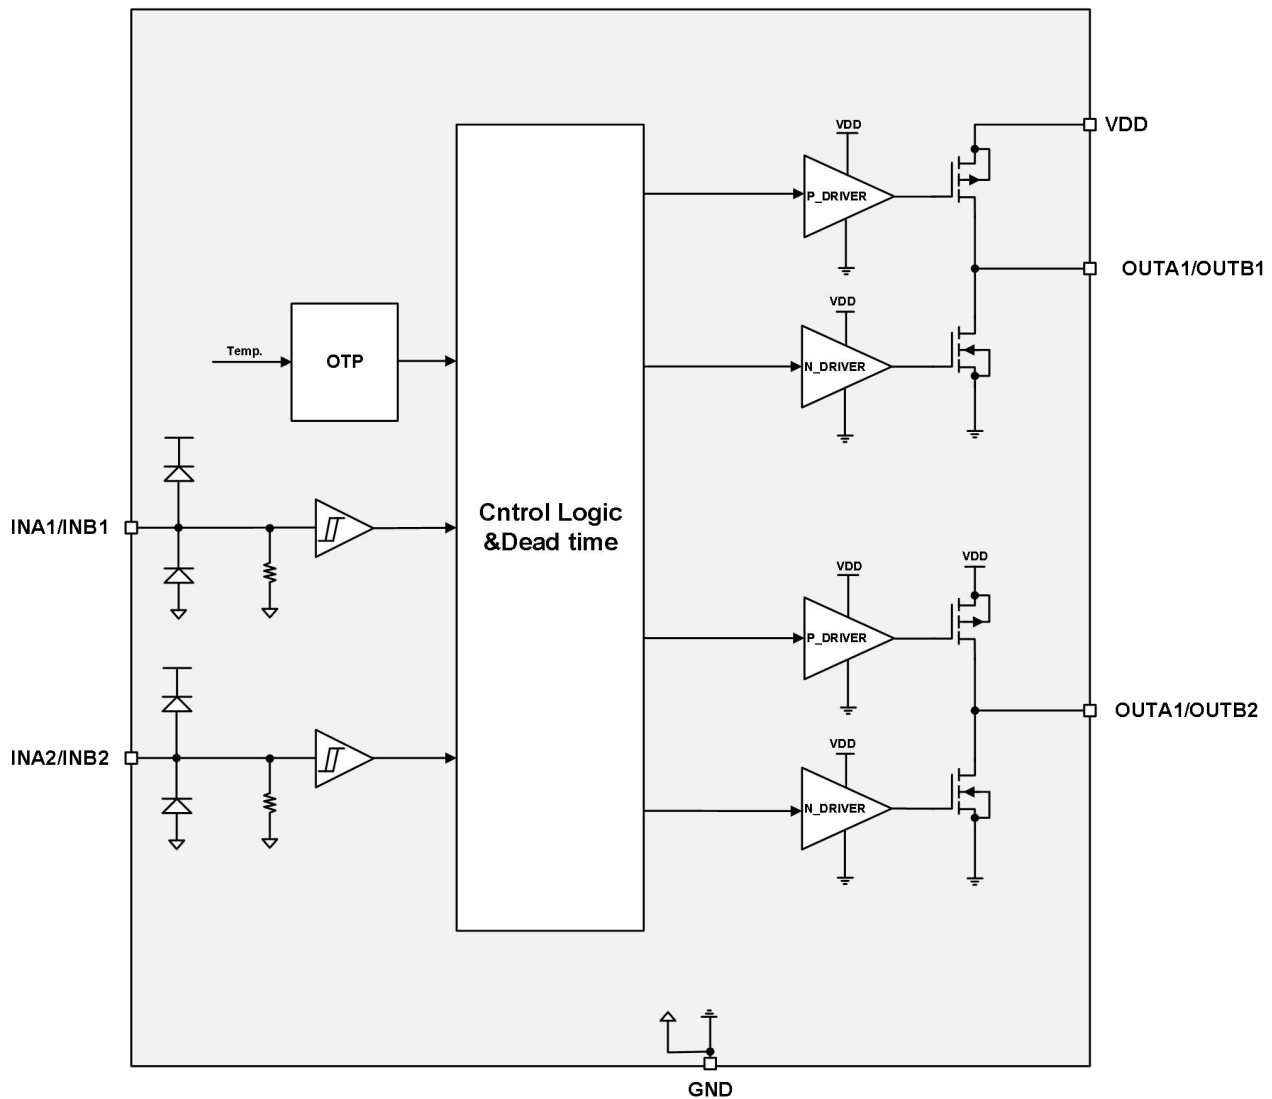 VDD
VDD
P_DRIVER
OUTA1/OUTB1
VDD
N_DRIVER
Temp.
OTP
INA1/INB1
Cntrol Logic
&Dead time
VDD
VDD
P_DRIVER
OUTA1/OUTB2
VDD
N_DRIVER
INA2/INB2
GND